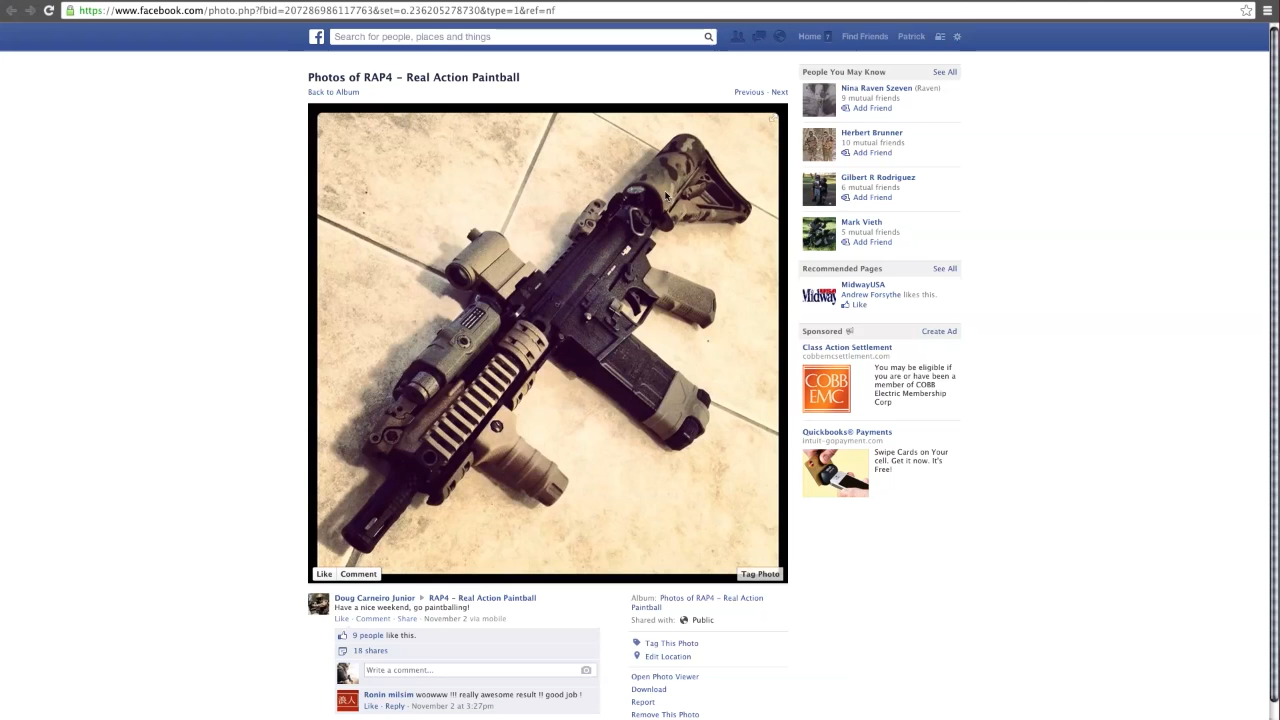 https://www.facebook.com/photo.php?fbid=207286986117763&set=o.236205278730&type=1&ref=nf
Search for people, places and things
Home 7 Find Friends Patrick
Photos of RAP4 - Real Action Paintball
Back to Album
Previous · Next
Like Comment
Tag Photo
Doug Carneiro Junior ▸ RAP4 - Real Action Paintball
Have a nice weekend, go paintballing!
Like · Comment · Share · November 2 via mobile
9 people like this.
18 shares
Write a comment...
Ronin milsim woowww !!! really awesome result !! good job !
Like · Reply · November 2 at 3:27pm
Album: Photos of RAP4 - Real Action
Paintball
Shared with: Public
Tag This Photo
Edit Location
Open Photo Viewer
Download
Report
Remove This Photo
People You May Know See All
Nina Raven Szeven (Raven)
9 mutual friends
Add Friend
Herbert Brunner
10 mutual friends
Add Friend
Gilbert R Rodriguez
6 mutual friends
Add Friend
Mark Vieth
5 mutual friends
Add Friend
Recommended Pages See All
MidwayUSA
Midway
Andrew Forsythe likes this.
Like
Sponsored Create Ad
Class Action Settlement
cobbemcsettlement.com
COBB
EMC
You may be eligible if
you are or have been a
member of COBB
Electric Membership
Corp
Quickbooks® Payments
intuit-gopayment.com
Swipe Cards on Your
cell. Get it now. It's
Free!
浪人